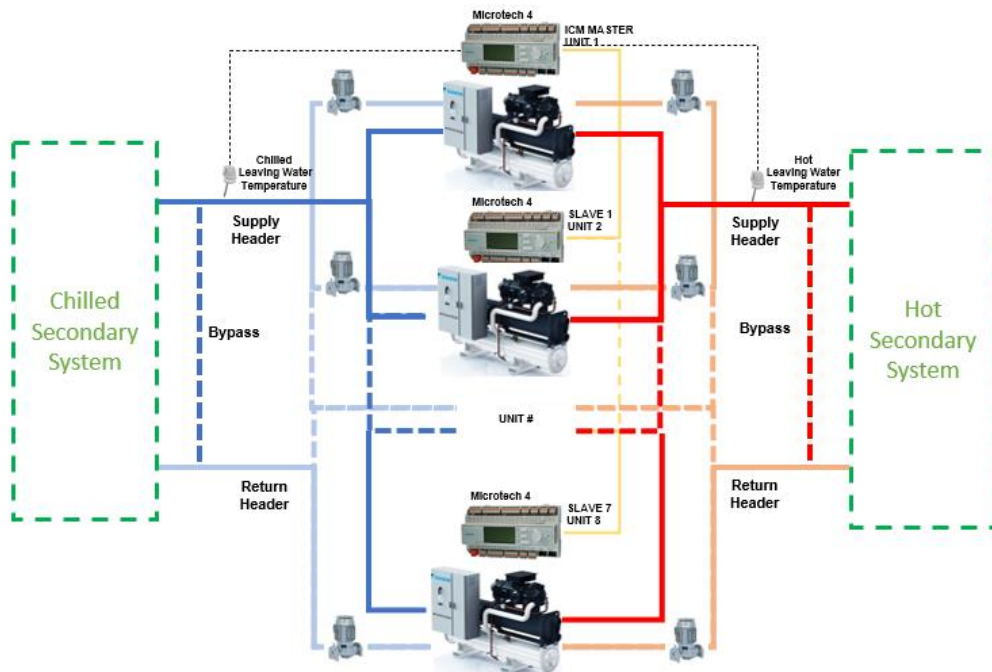 Microtech 4
ICM MASTER
UNIT 1
Chilled
Leaving Water
Temperature
Hot
Leaving Water
Temperature
Microtech 4
SLAVE 1
UNIT 2
Supply
Header
Supply
Header
Chilled
Secondary
System
Bypass
Bypass
Hot
Secondary
System
UNIT #
Return
Header
Return
Header
Microtech 4
SLAVE 7
UNIT 8